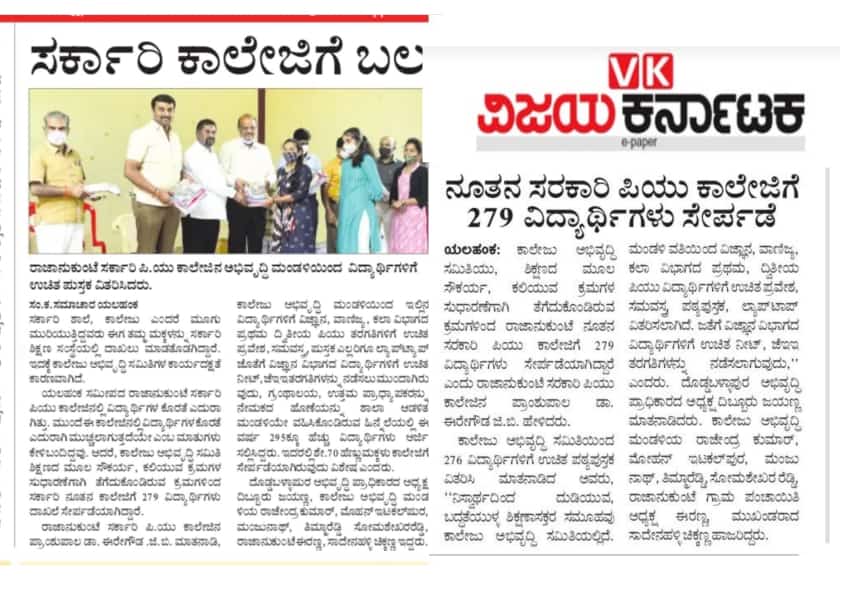 ಸರ್ಕಾರಿ ಕಾಲೇಜಿಗೆ ಬಲ
ರಾಜಾನುಕುಂಟೆ ಸರ್ಕಾರಿ ಪಿ.ಯು ಕಾಲೇಜಿನ ಅಭಿವೃದ್ಧಿ ಮಂಡಳಿಯಿಂದ ವಿದ್ಯಾರ್ಥಿಗಳಿಗೆ
ಉಚಿತ ಪುಸ್ತಕ ವಿತರಿಸಿದರು.
ಸಂ.ಕ.ಸಮಾಚಾರ ಯಲಹಂಕ
ಸರ್ಕಾರಿ ಶಾಲೆ, ಕಾಲೇಜು ಎಂದರೆ ಮೂಗು
ಮುರಿಯುತ್ತಿದ್ದವರು ಈಗ ತಮ್ಮ ಮಕ್ಕಳನ್ನು ಸರ್ಕಾರಿ
ಶಿಕ್ಷಣ ಸಂಸ್ಥೆಯಲ್ಲಿ ದಾಖಲು ಮಾಡತೊಡಗಿದ್ದಾರೆ.
ಇದಕ್ಕೆ ಕಾಲೇಜು ಅಭಿವೃದ್ಧಿ ಸಮಿತಿಗಳ ಕಾರ್ಯದಕ್ಷತೆ
ಕಾರಣವಾಗಿದೆ.
ಯಲಹಂಕ ಸಮೀಪದ ರಾಜಾನುಕುಂಟೆ ಸರ್ಕಾರಿ
ಪಿಯು ಕಾಲೇಜಿನಲ್ಲಿ ವಿದ್ಯಾರ್ಥಿಗಳ ಕೊರತೆ ಎದುರಾ
ಗಿತ್ತು. ಮುಂದೆ ಈ ಕಾಲೇಜಿನಲ್ಲಿ ವಿದ್ಯಾರ್ಥಿಗಳ ಕೊರತೆ
ಎದುರಾಗಿ ಮುಚ್ಚಲಾಗುತ್ತದೆಯೇ ಎಂಬ ಮಾತುಗಳು
ಕೇಳಿಬಂದಿದ್ದವು. ಆದರೆ, ಕಾಲೇಜು ಅಭಿವೃದ್ಧಿ ಸಮಿತಿ
ಶಿಕ್ಷಣದ ಮೂಲ ಸೌಕರ್ಯ, ಕಲಿಯುವ ಕ್ರಮಗಳ
ಸುಧಾರಣೆಗಾಗಿ ತೆಗೆದುಕೊಂಡಿರುವ ಕ್ರಮಗಳಿಂದ
ಸರ್ಕಾರಿ ನೂತನ ಕಾಲೇಜಿಗೆ 279 ವಿದ್ಯಾರ್ಥಿಗಳು
ದಾಖಲೆ ಸೇರ್ಪಡೆಯಾಗಿದ್ದಾರೆ.
ರಾಜಾನುಕುಂಟೆ ಸರ್ಕಾರಿ ಪಿ.ಯು ಕಾಲೇಜಿನ
ಪ್ರಾಂಶುಪಾಲ ಡಾ. ಈರೇಗೌಡ .ಜಿ.ಬಿ. ಮಾತನಾಡಿ,
ಕಾಲೇಜು ಅಭಿವೃದ್ಧಿ ಮಂಡಳಿಯಿಂದ ಇಲ್ಲಿನ
ವಿದ್ಯಾರ್ಥಿಗಳಿಗೆ ವಿಜ್ಞಾನ, ವಾಣಿಜ್ಯ, ಕಲಾ ವಿಭಾಗದ
ಪ್ರಥಮ ದ್ವಿತೀಯ ಪಿಯು ತರಗತಿಗಳಿಗೆ ಉಚಿತ
ಪ್ರವೇಶ, ಸಮವಸ್ತ್ರ, ಪುಸ್ತಕ ಎಲ್ಲರಿಗೂ ಲ್ಯಾಪ್‌ಟ್ಯಾಪ್
ಜೊತೆಗೆ ವಿಜ್ಞಾನ ವಿಭಾಗದ ವಿದ್ಯಾರ್ಥಿಗಳಿಗೆ ಉಚಿತ
ನೀಟ್, ಜೆಇಇ ತರಗತಿಗಳನ್ನು ನಡೆಸಲು ಮುಂದಾಗಿರು
ವುದು, ಗ್ರಂಥಾಲಯ, ಉತ್ತಮ ಪ್ರಾಧ್ಯಾಪಕರನ್ನು
ನೇಮಕದ ಹೊಣೆಯನ್ನು ಶಾಲಾ ಆಡಳಿತ
ಮಂಡಳಿಯೇ ವಹಿಸಿಕೊಂಡಿರುವ ಹಿನ್ನೆಲೆಯಲ್ಲಿ ಈ
ವರ್ಷ 295ಕ್ಕೂ ಹೆಚ್ಚು ವಿದ್ಯಾರ್ಥಿಗಳು ಅರ್ಜಿ
ಸಲ್ಲಿಸಿದ್ದರು. ಇದರಲ್ಲಿ ಶೇ.70 ಹೆಣ್ಣು ಮಕ್ಕಳು ಕಾಲೇಜಿಗೆ
ಸೇರ್ಪಡೆಯಾಗಿರುವುದು ವಿಶೇಷ ಎಂದರು.
ದೊಡ್ಡಬಳ್ಳಾಪುರ ಅಭಿವೃದ್ಧಿ ಪ್ರಾಧಿಕಾರದ ಅಧ್ಯಕ್ಷ
ದಿಬ್ಬೂರು ಜಯಣ್ಣ, ಕಾಲೇಜು ಅಭಿವೃದ್ಧಿ ಮಂಡ
ಳಿಯ ರಾಜೇಂದ್ರ ಕುಮಾರ್, ಮೋಹನ್ ಇಟಕಲ್‌ಪುರ,
ಮಂಜುನಾಥ್, ತಿಮ್ಮಾರೆಡ್ಡಿ ಸೋಮಶೇಖರರೆಡ್ಡಿ,
ರಾಜಾನುಕುಂಟೆ ಈರಣ್ಣ, ಸಾದೇನಹಳ್ಳಿ ಚಿಕ್ಕಣ್ಣ ಇದ್ದರು.
VK
ವಿಜಯ ಕರ್ನಾಟಕ
e-paper
ನೂತನ ಸರಕಾರಿ ಪಿಯು ಕಾಲೇಜಿಗೆ
279 ವಿದ್ಯಾರ್ಥಿಗಳು ಸೇರ್ಪಡೆ
ಯಲಹಂಕ: ಕಾಲೇಜು ಅಭಿವೃದ್ಧಿ
ಸಮಿತಿಯು, ಶಿಕ್ಷಣದ ಮೂಲ
ಸೌಕರ್ಯ, ಕಲಿಯುವ ಕ್ರಮಗಳ
ಸುಧಾರಣೆಗಾಗಿ ತೆಗೆದುಕೊಂಡಿರುವ
ಕ್ರಮಗಳಿಂದ ರಾಜಾನುಕುಂಟೆ ನೂತನ
ಸರಕಾರಿ ಪಿಯು ಕಾಲೇಜಿಗೆ 279
ವಿದ್ಯಾರ್ಥಿಗಳು ಸೇರ್ಪಡೆಯಾಗಿದ್ದಾರೆ
ಎಂದು ರಾಜಾನುಕುಂಟೆ ಸರಕಾರಿ ಪಿಯು
ಕಾಲೇಜಿನ ಪ್ರಾಂಶುಪಾಲ ಡಾ.
ಈರೇಗೌಡ ಜಿ.ಬಿ. ಹೇಳಿದರು.
ಕಾಲೇಜು ಅಭಿವೃದ್ಧಿ ಸಮಿತಿಯಿಂದ
276 ವಿದ್ಯಾರ್ಥಿಗಳಿಗೆ ಉಚಿತ ಪಠ್ಯಪುಸ್ತಕ
ವಿತರಿಸಿ ಮಾತನಾಡಿದ ಅವರು,
''ನಿಸ್ವಾರ್ಥದಿಂದ ದುಡಿಯುವ,
ಬದ್ಧತೆಯುಳ್ಳ ಶಿಕ್ಷಣಾಸಕ್ತರ ಸಮೂಹವು
ಕಾಲೇಜು ಅಭಿವೃದ್ಧಿ ಸಮಿತಿಯಲ್ಲಿದೆ.
ಮಂಡಳಿ ವತಿಯಿಂದ ವಿಜ್ಞಾನ, ವಾಣಿಜ್ಯ,
ಕಲಾ ವಿಭಾಗದ ಪ್ರಥಮ, ದ್ವಿತೀಯ
ಪಿಯು ವಿದ್ಯಾರ್ಥಿಗಳಿಗೆ ಉಚಿತ ಪ್ರವೇಶ,
ಸಮವಸ್ತ್ರ, ಪಠ್ಯಪುಸ್ತಕ, ಲ್ಯಾಪ್‌ಟಾಪ್
ವಿತರಿಸಲಾಗಿದೆ. ಜತೆಗೆ ವಿಜ್ಞಾನ ವಿಭಾಗದ
ವಿದ್ಯಾರ್ಥಿಗಳಿಗೆ ಉಚಿತ ನೀಟ್, ಜೆಇಇ
ತರಗತಿಗಳನ್ನು ನಡೆಸಲಾಗುವುದು,''
ಎಂದರು. ದೊಡ್ಡಬಳ್ಳಾಪುರ ಅಭಿವೃದ್ಧಿ
ಪ್ರಾಧಿಕಾರದ ಅಧ್ಯಕ್ಷ ದಿಬ್ಬೂರು ಜಯಣ್ಣ
ಮಾತನಾಡಿದರು. ಕಾಲೇಜು ಅಭಿವೃದ್ಧಿ
ಮಂಡಳಿಯ ರಾಜೇಂದ್ರ ಕುಮಾರ್,
ಮೋಹನ್ ಇಟಕಲ್‌ಪುರ, ಮಂಜು
ನಾಥ್, ತಿಮ್ಮಾರೆಡ್ಡಿ, ಸೋಮಶೇಖರ ರೆಡ್ಡಿ,
ರಾಜಾನುಕುಂಟೆ ಗ್ರಾಮ ಪಂಚಾಯಿತಿ
ಅಧ್ಯಕ್ಷ ಈರಣ್ಣ, ಮುಖಂಡರಾದ
ಸಾದೇನಹಳ್ಳಿ ಚಿಕ್ಕಣ್ಣ ಹಾಜರಿದ್ದರು.